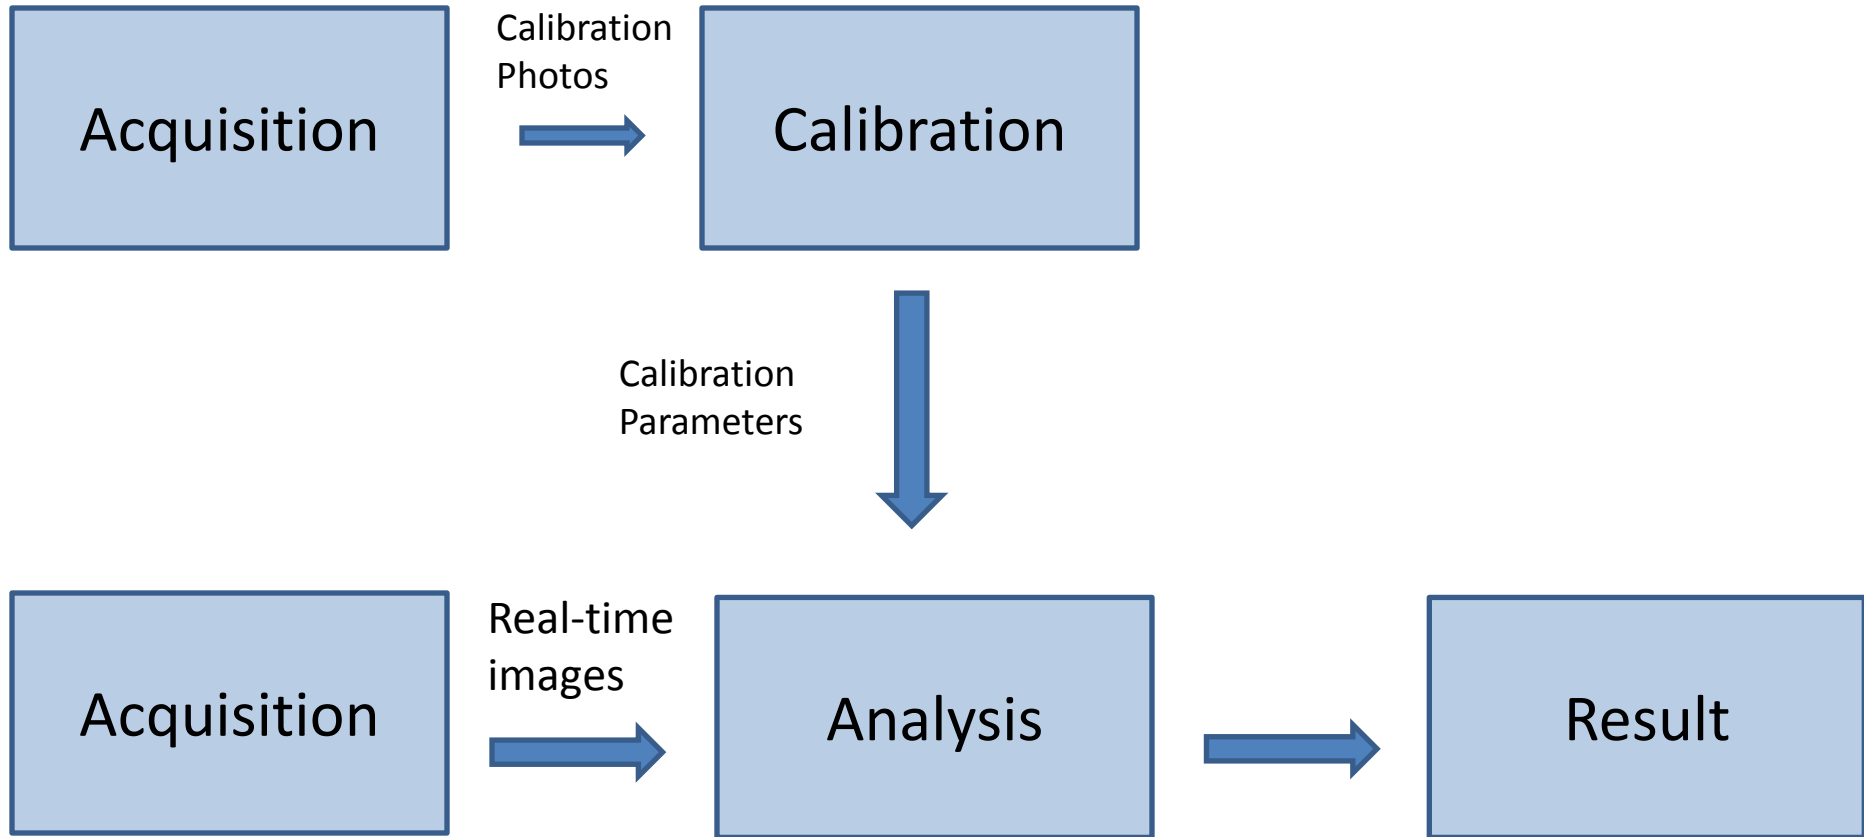 Acquisition
Calibration
Photos
Calibration
Calibration
Parameters
Acquisition
Real-time
images
Analysis
Result